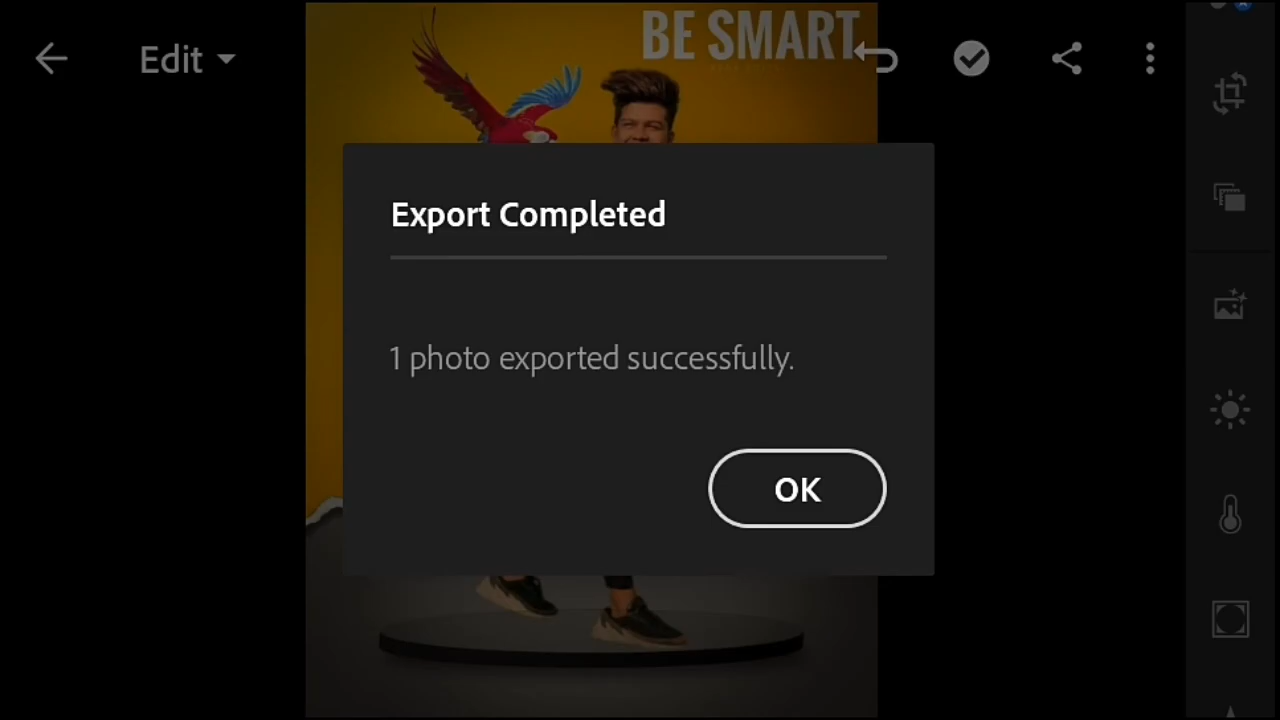 Edit
BE SMART
Export Completed
1 photo exported successfully.
OK